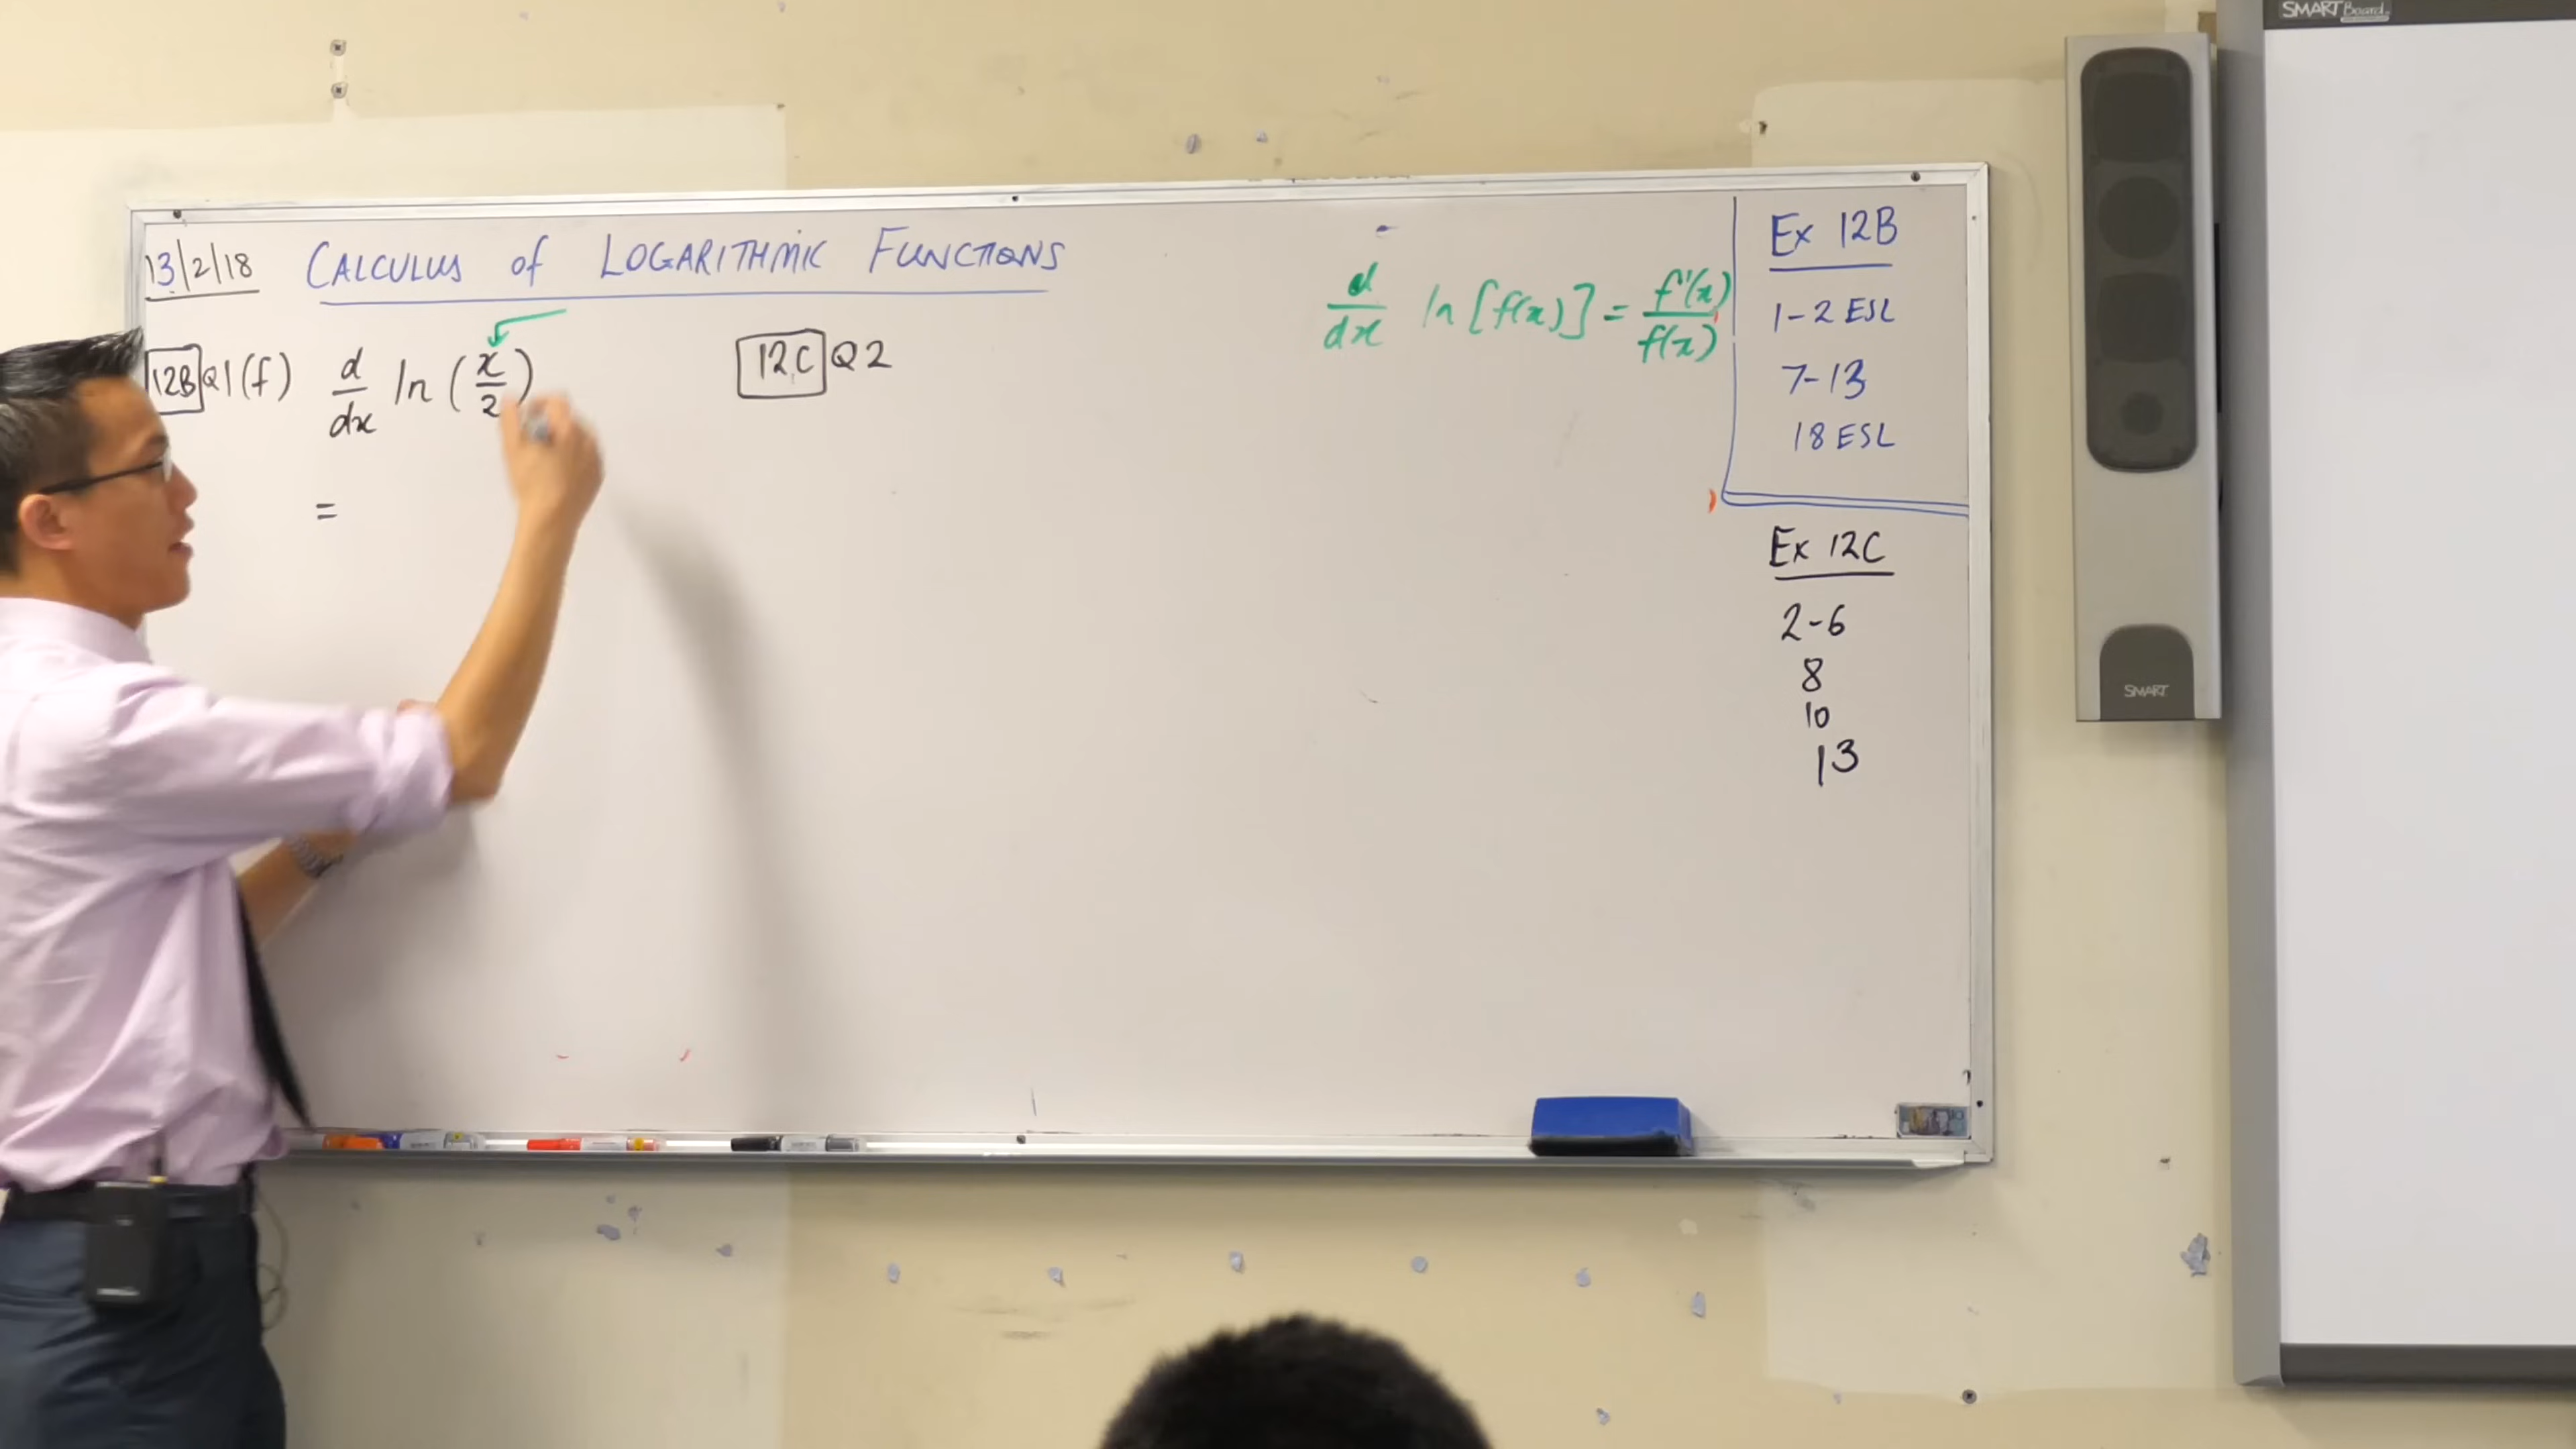 SMART Board
13/2/18 CALCULUS of LOGARITHMIC FUNCTIONS
12B Q1(f) d/dx ln(x/2)
=
12C Q2
d/dx ln[f(x)] = f'(x)/f(x)
Ex 12B
1-2 ESL
7-13
18 ESL
Ex 12C
2-6
8
10
13
SMART